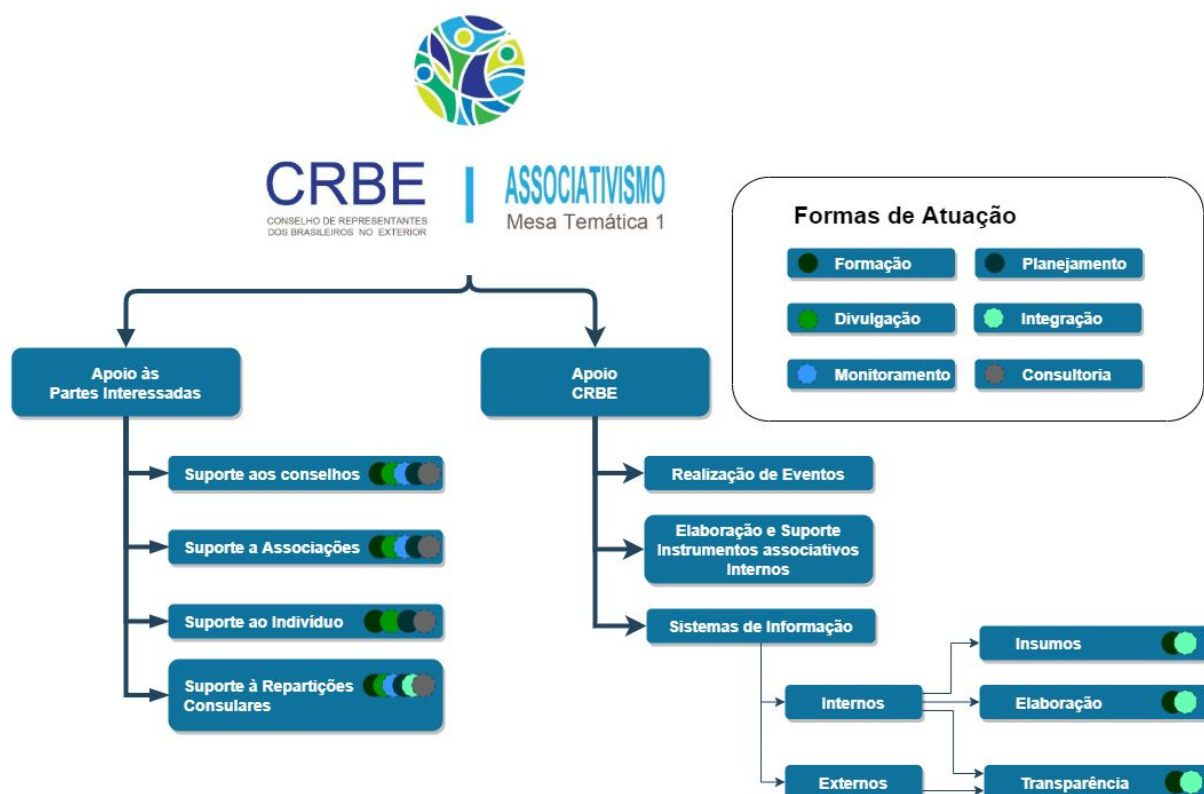 CRBE
CONSELHO DE REPRESENTANTES
DOS BRASILEIROS NO EXTERIOR
ASSOCIATIVISMO
Mesa Temática 1
Formas de Atuação
Formação
Planejamento
Divulgação
Integração
Monitoramento
Consultoria
Apoio às
Partes Interessadas
Apoio
CRBE
Suporte aos conselhos
Suporte a Associações
Suporte ao Indivíduo
Suporte à Repartições
Consulares
Realização de Eventos
Elaboração e Suporte
Instrumentos associativos
Internos
Sistemas de Informação
Internos
Externos
Insumos
Elaboração
Transparência